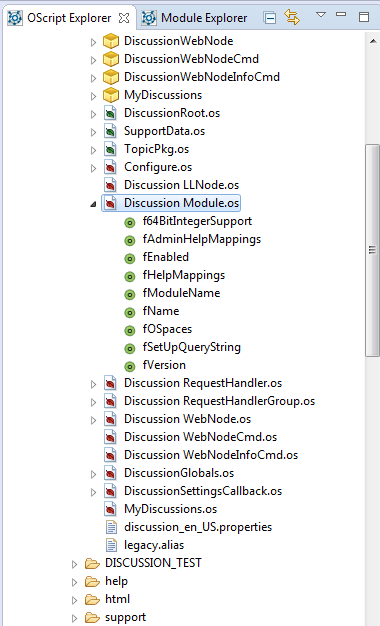 OScript Explorer Module Explorer
DiscussionWebNode
DiscussionWebNodeCmd
DiscussionWebNodeInfoCmd
MyDiscussions
DiscussionRoot.os
SupportData.os
TopicPkg.os
Configure.os
Discussion LLNode.os
Discussion Module.os
f64BitIntegerSupport
fAdminHelpMappings
fEnabled
fHelpMappings
fModuleName
fName
fOSpaces
fSetUpQueryString
fVersion
Discussion RequestHandler.os
Discussion RequestHandlerGroup.os
Discussion WebNode.os
Discussion WebNodeCmd.os
Discussion WebNodeInfoCmd.os
DiscussionGlobals.os
DiscussionSettingsCallback.os
MyDiscussions.os
discussion_en_US.properties
legacy.alias
DISCUSSION_TEST
help
html
support